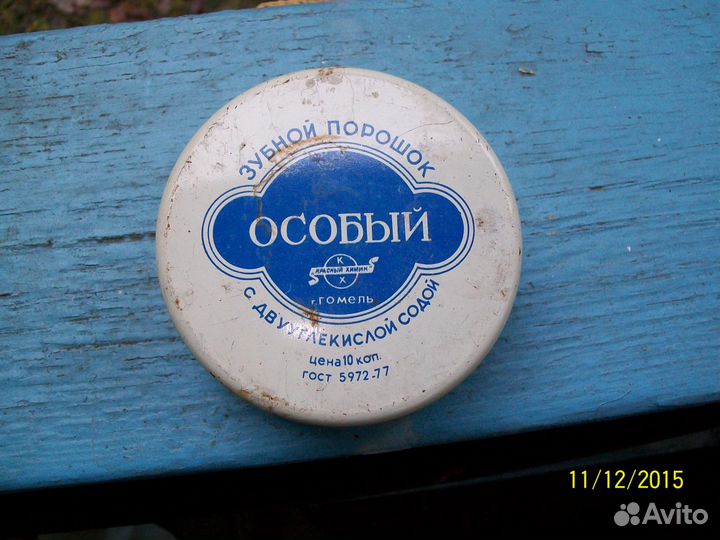 ЗУБНОЙ ПОРОШОК
ОСОБЫЙ
К
"КРАСНЫЙ ХИМИК"
Х
г. ГОМЕЛЬ
С ДВУУГЛЕКИСЛОЙ СОДОЙ
цена 10 коп.
ГОСТ 5972-77
11/12/2015
Avito